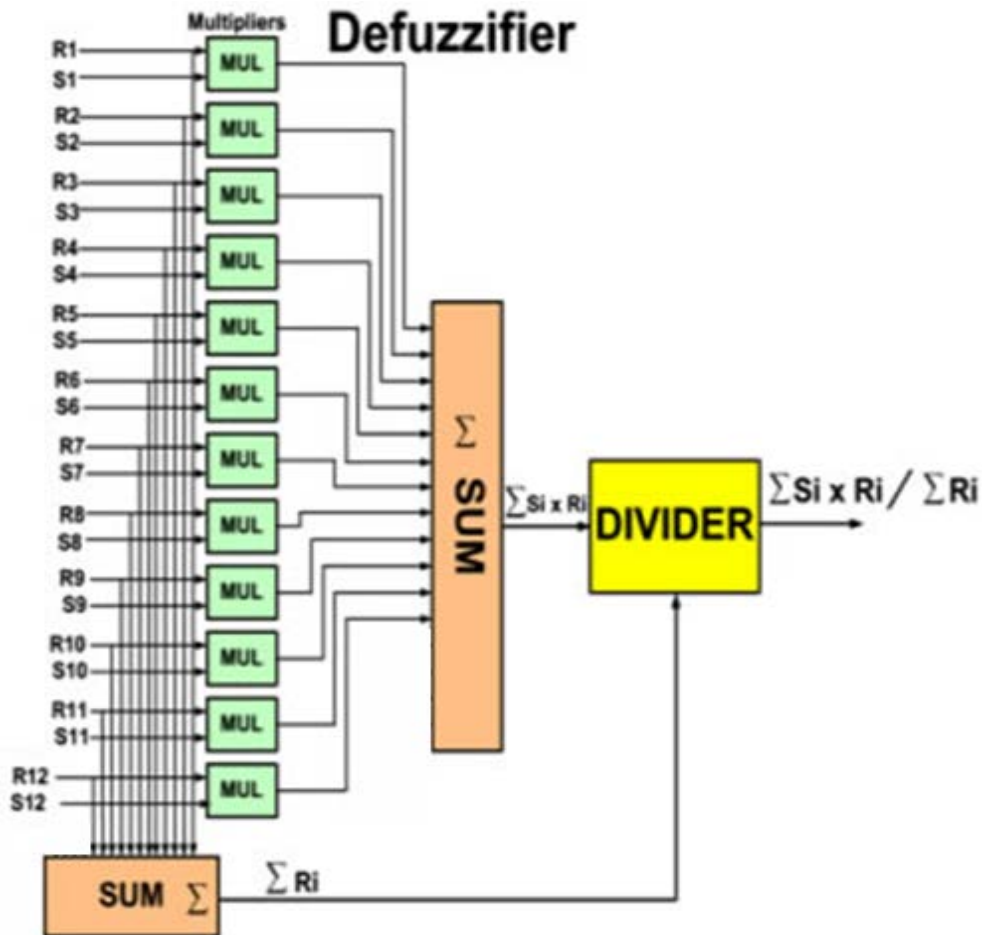 Multipliers
Defuzzifier
R1
MUL
S1
R2
MUL
S2
R3
MUL
S3
R4
MUL
S4
R5
MUL
S5
R6
MUL
S6
R7
MUL
S7
R8
MUL
S8
R9
MUL
S9
R10
MUL
S10
R11
MUL
S11
R12
MUL
S12
∑ SUM
∑Si x Ri
DIVIDER
∑Si x Ri / ∑Ri
SUM ∑
∑ Ri